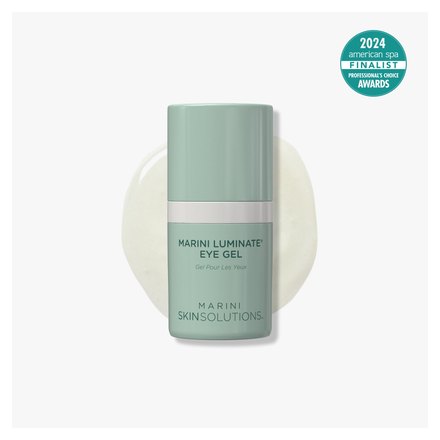 2024
american spa
FINALIST
PROFESSIONAL'S CHOICE
AWARDS
MARINI LUMINATE®
EYE GEL
Gel Pour Les Yeux
MARINI
SKINSOLUTIONS.